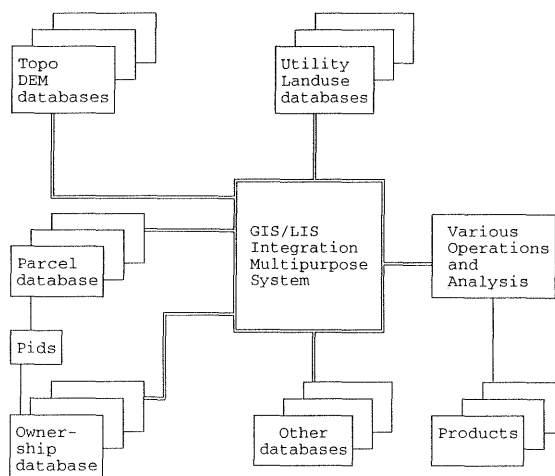 Topo
DEM
databases
Utility
Landuse
databases
GIS/LIS
Integration
Multipurpose
System
Various
Operations
and
Analysis
Parcel
database
Pids
Owner-
ship
database
Other
databases
Products